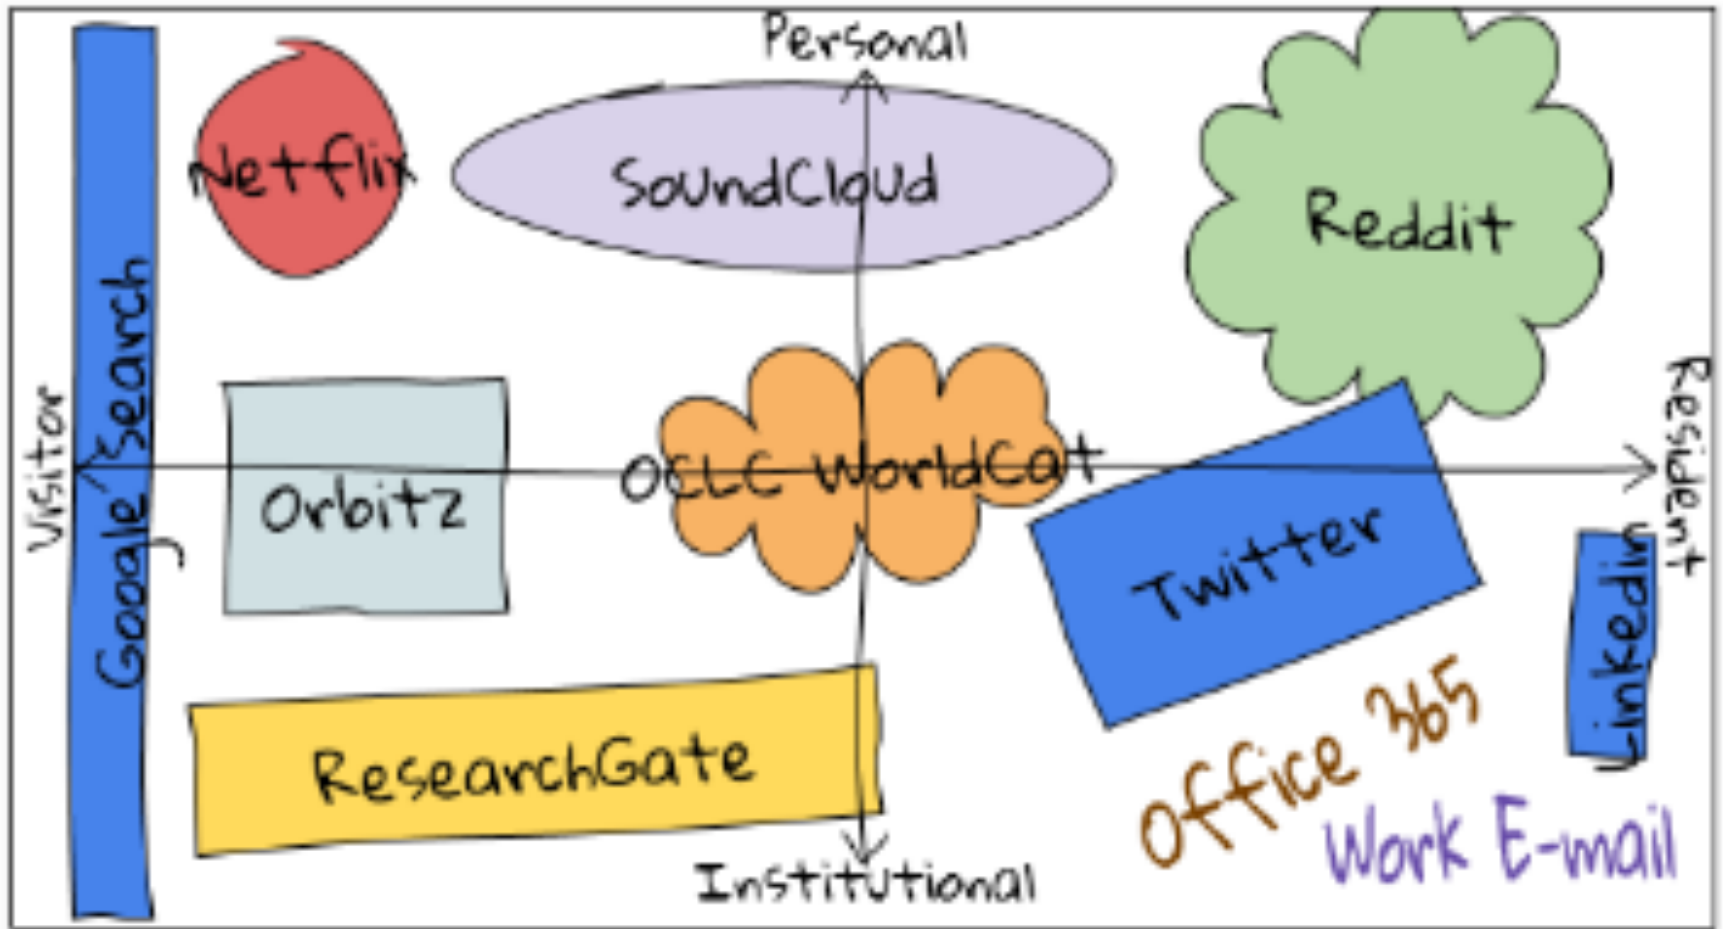 Personal
Netflix
SoundCloud
Reddit
Google Search
Visitor
Resident
Orbitz
OCLC WorldCat
Twitter
Linkedin
ResearchGate
Office 365
Work E-mail
Institutional